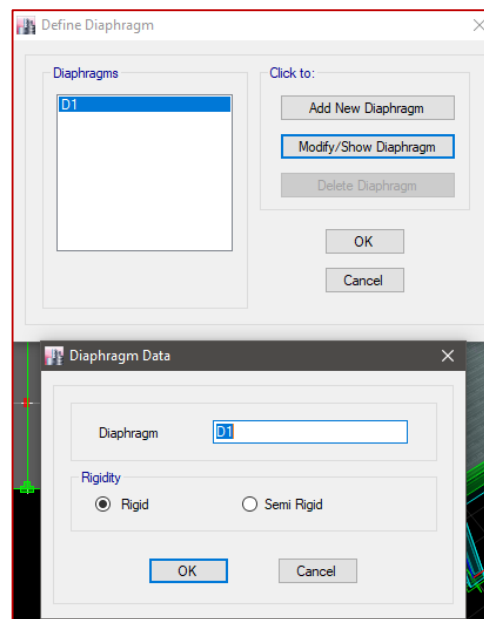 Define Diaphragm
Diaphragms
D1
Click to:
Add New Diaphragm
Modify/Show Diaphragm
Delete Diaphragm
OK
Cancel
Diaphragm Data
Diaphragm
D1
Rigidity
Rigid
Semi Rigid
OK
Cancel